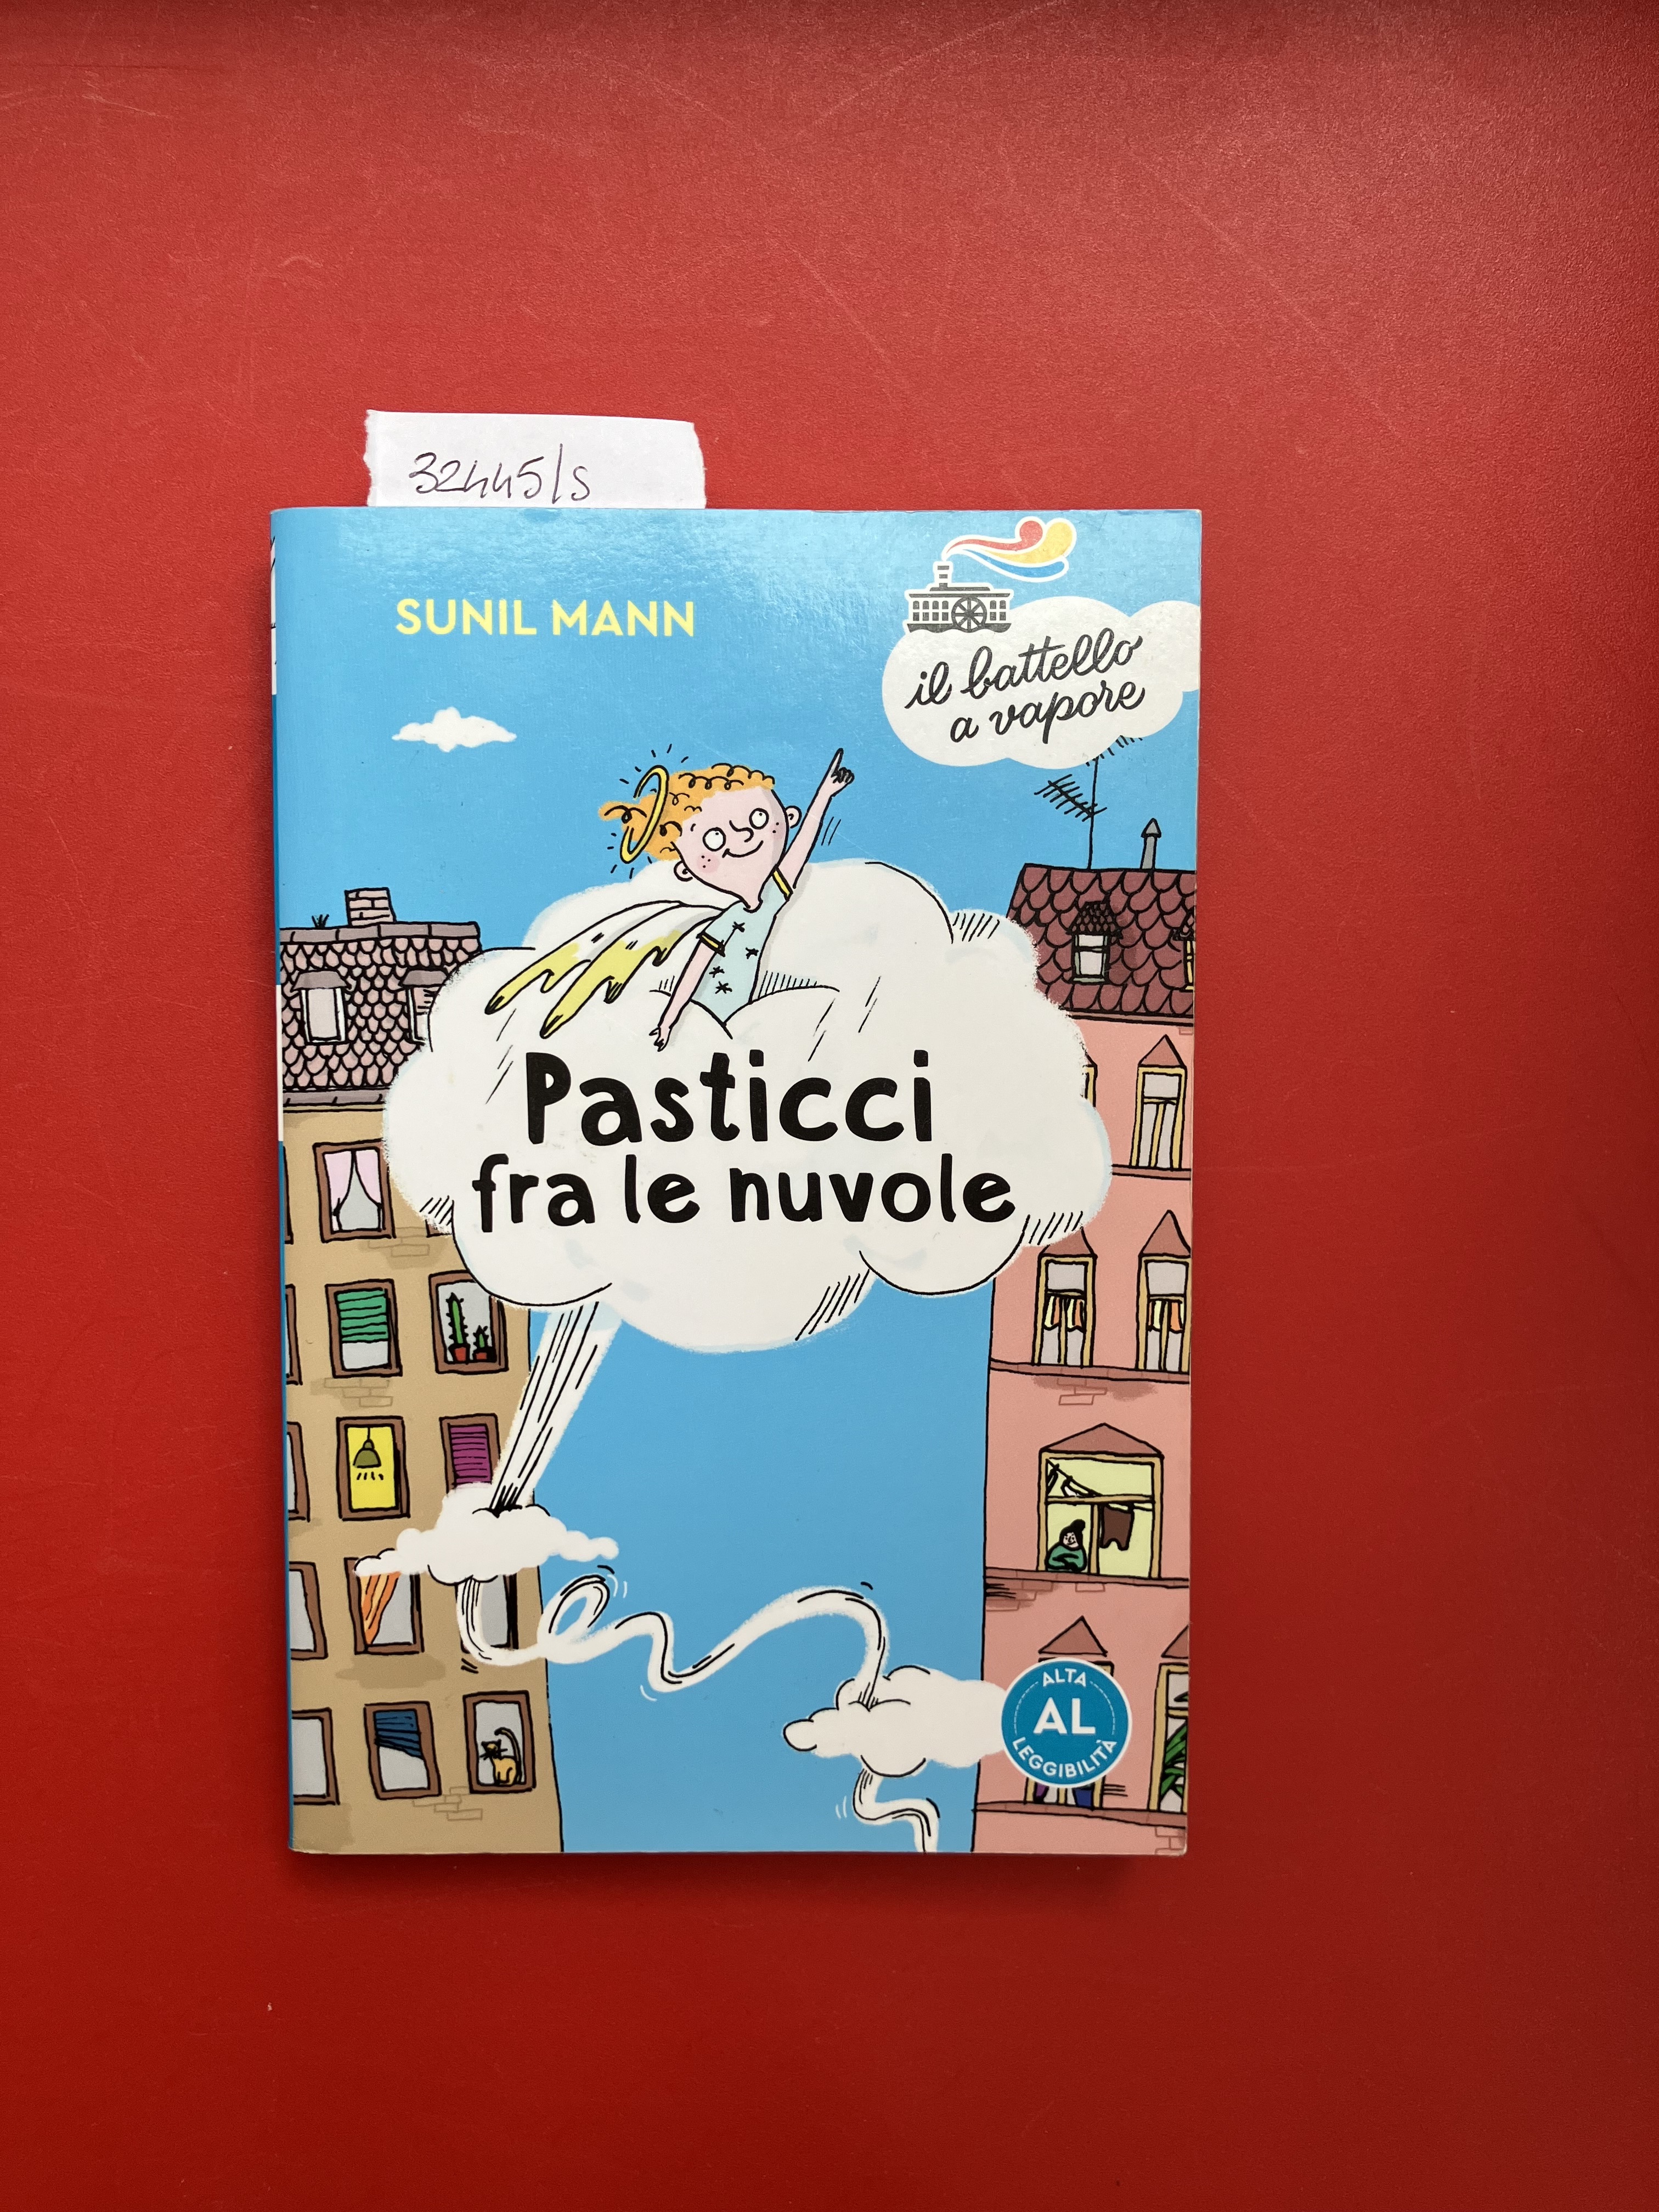 32445/s
SUNIL MANN
il battello
a vapore
Pasticci
fra le nuvole
ALTA
AL
LEGGIBILITÀ